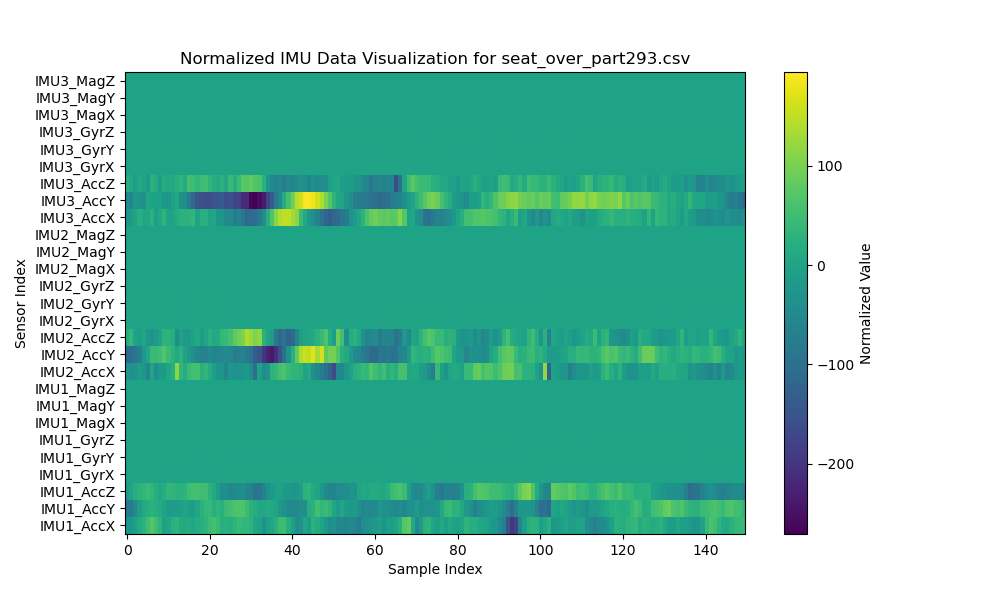 Normalized IMU Data Visualization for seat_over_part293.csv
IMU3_MagZ
IMU3_MagY
IMU3_MagX
IMU3_GyrZ
IMU3_GyrY
IMU3_GyrX
IMU3_AccZ
IMU3_AccY
IMU3_AccX
IMU2_MagZ
IMU2_MagY
IMU2_MagX
IMU2_GyrZ
IMU2_GyrY
IMU2_GyrX
IMU2_AccZ
IMU2_AccY
IMU2_AccX
IMU1_MagZ
IMU1_MagY
IMU1_MagX
IMU1_GyrZ
IMU1_GyrY
IMU1_GyrX
IMU1_AccZ
IMU1_AccY
IMU1_AccX
Sensor Index
0 20 40 60 80 100 120 140
Sample Index
100
0
−100
−200
Normalized Value